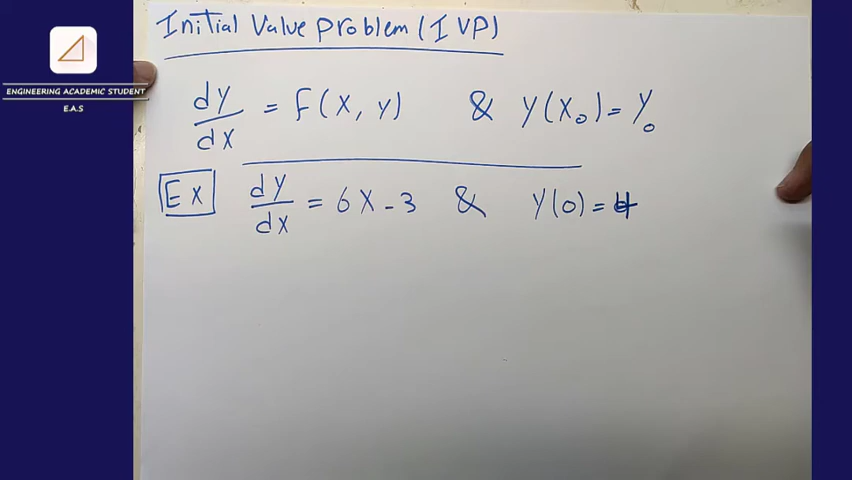 Initial Value Problem (IVP)
ENGINEERING ACADEMIC STUDENT
E.A.S
dy/dx = F(x, y) & y(x₀) = y₀
Ex dy/dx = 6x - 3 & y(0) = 4